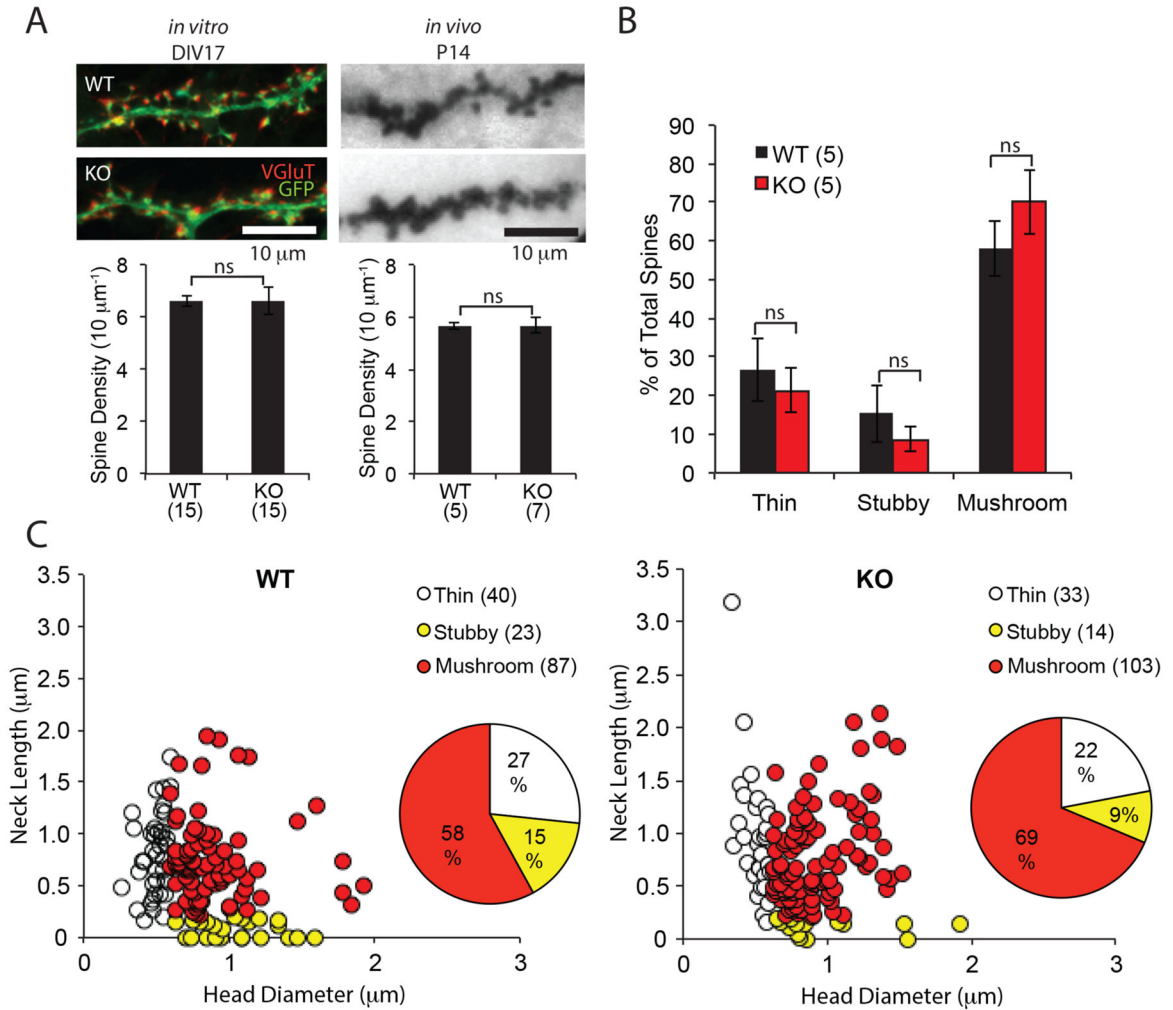 A
in vitro
DIV17
in vivo
P14
WT
KO
VGluT
GFP
10 μm
Spine Density (10 μm⁻¹)
8
6
4
2
0
ns
WT
(15)
KO
(15)
Spine Density (10 μm⁻¹)
8
6
4
2
0
ns
WT
(5)
KO
(7)
B
% of Total Spines
90
80
70
60
50
40
30
20
10
0
WT (5)
KO (5)
ns
ns
ns
Thin
Stubby
Mushroom
C
WT
Neck Length (μm)
3.5
3.0
2.5
2.0
1.5
1.0
0.5
0
Thin (40)
Stubby (23)
Mushroom (87)
27
%
15
%
58
%
0
1
2
3
Head Diameter (μm)
KO
Neck Length (μm)
3.5
3.0
2.5
2.0
1.5
1.0
0.5
0
Thin (33)
Stubby (14)
Mushroom (103)
22
%
9%
69
%
0
1
2
3
Head Diameter (μm)